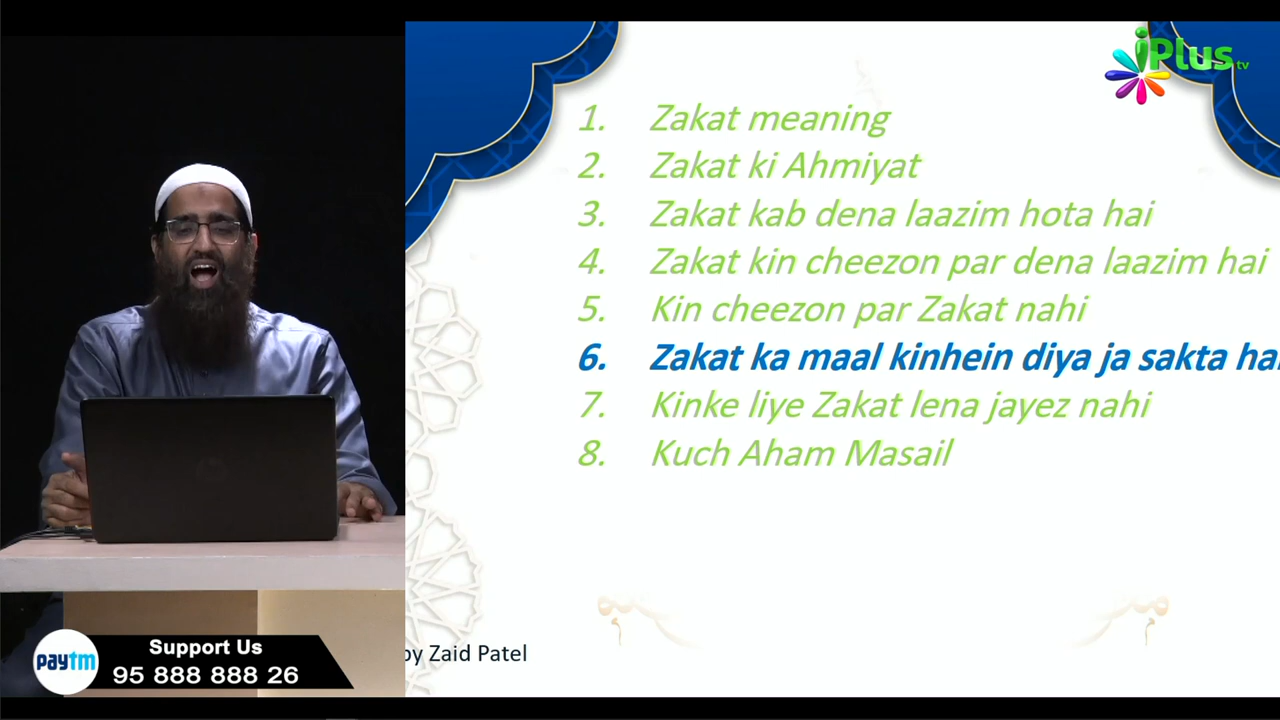 iPlus tv
1. Zakat meaning
2. Zakat ki Ahmiyat
3. Zakat kab dena laazim hota hai
4. Zakat kin cheezon par dena laazim hai
5. Kin cheezon par Zakat nahi
6. Zakat ka maal kinhein diya ja sakta hai
7. Kinke liye Zakat lena jayez nahi
8. Kuch Aham Masail
by Zaid Patel
paytm
Support Us
95 888 888 26